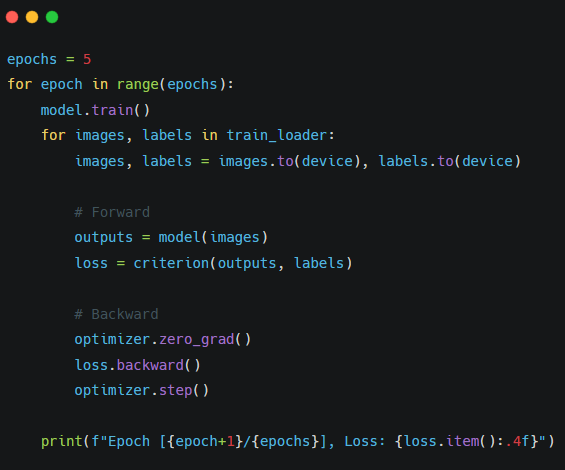 epochs = 5
for epoch in range(epochs):
    model.train()
    for images, labels in train_loader:
        images, labels = images.to(device), labels.to(device)

        # Forward
        outputs = model(images)
        loss = criterion(outputs, labels)

        # Backward
        optimizer.zero_grad()
        loss.backward()
        optimizer.step()

    print(f"Epoch [{epoch+1}/{epochs}], Loss: {loss.item():.4f}")